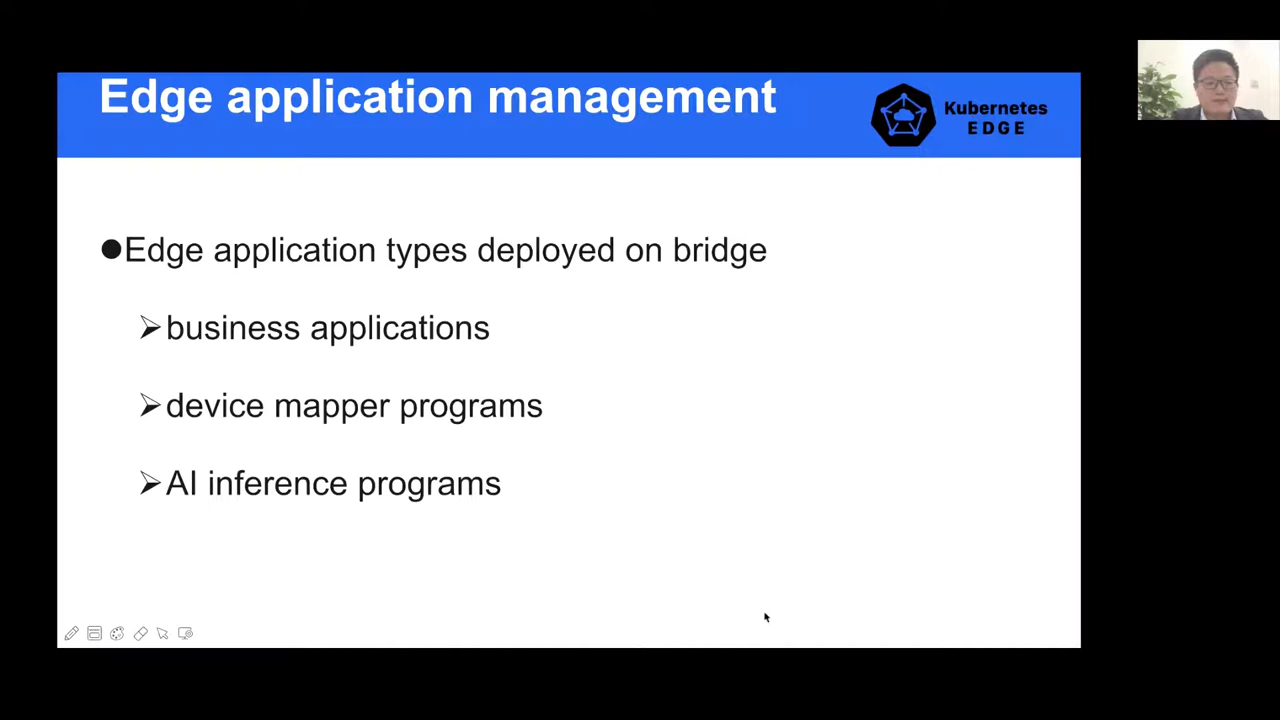 Edge application management
Kubernetes
EDGE
●Edge application types deployed on bridge
➢business applications
➢device mapper programs
➢AI inference programs